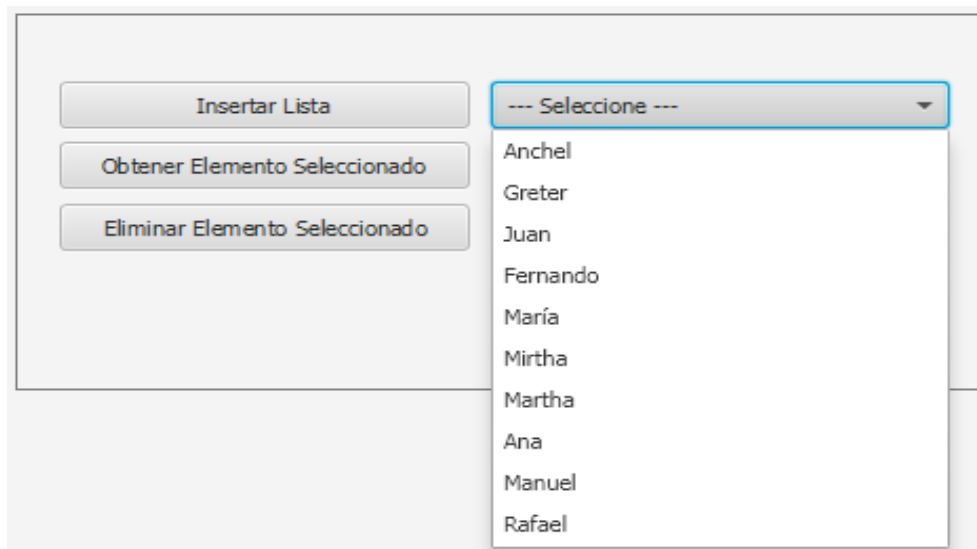 Insertar Lista
--- Seleccione ---
Obtener Elemento Seleccionado
Eliminar Elemento Seleccionado
Anchel
Greter
Juan
Fernando
María
Mirtha
Martha
Ana
Manuel
Rafael